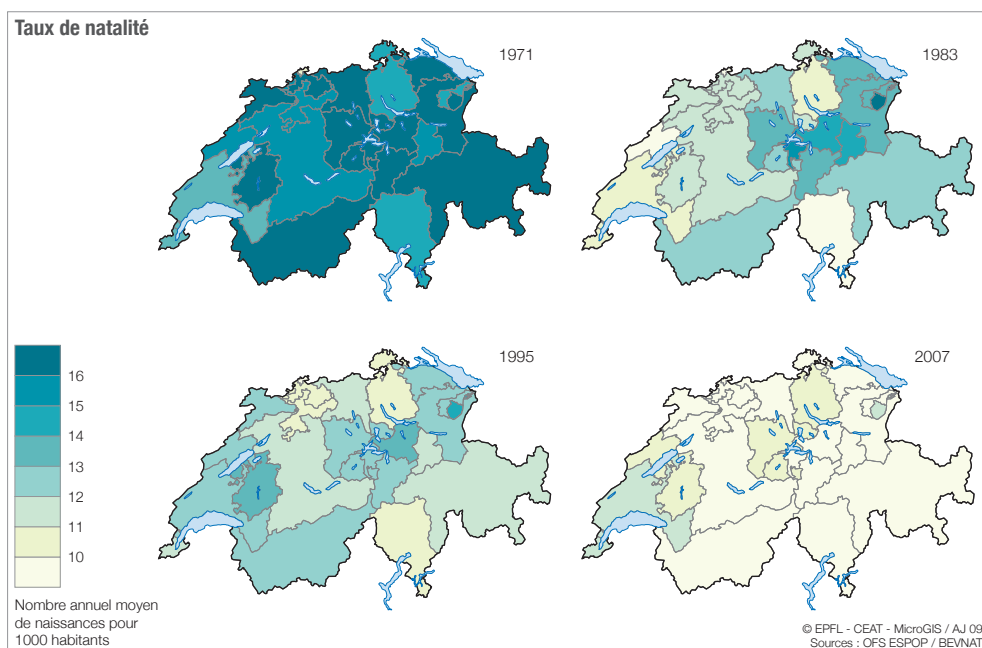 Taux de natalité
1971
1983
1995
2007
16
15
14
13
12
11
10
Nombre annuel moyen
de naissances pour
1000 habitants
© EPFL - CEAT - MicroGIS / AJ 09
Sources : OFS ESPOP / BEVNAT